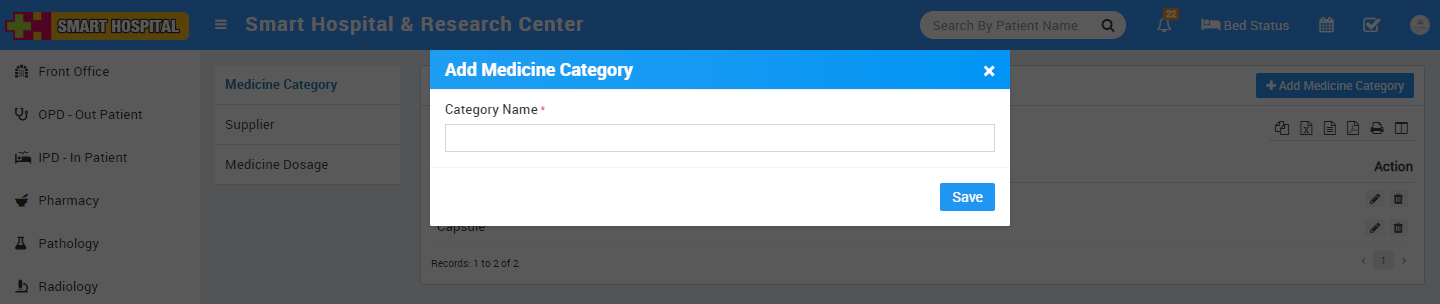 SMART HOSPITAL
Smart Hospital & Research Center
Search By Patient Name
22
Bed Status
Front Office
OPD - Out Patient
IPD - In Patient
Pharmacy
Pathology
Radiology
Medicine Category
Supplier
Medicine Dosage
Add Medicine Category
×
Category Name *
Save
+ Add Medicine Category
Action
Capsule
Records: 1 to 2 of 2
‹ 1 ›